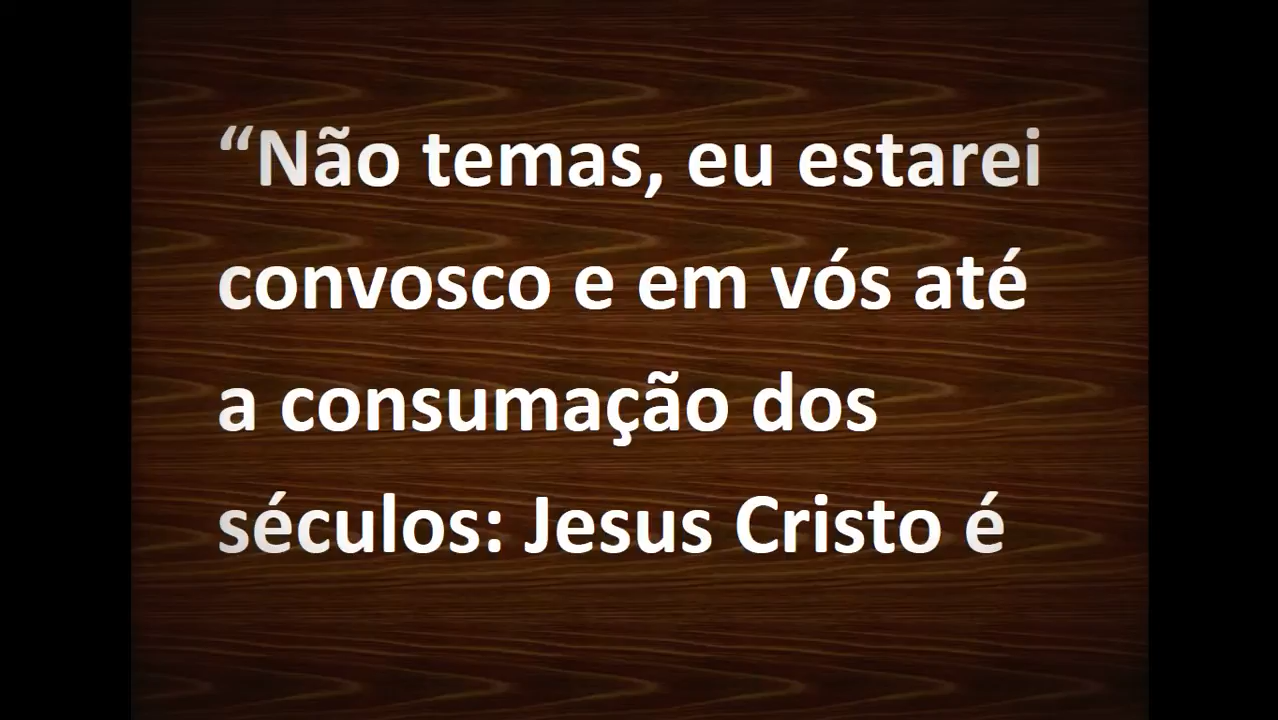 “Não temas, eu estarei
convosco e em vós até
a consumação dos
séculos: Jesus Cristo é